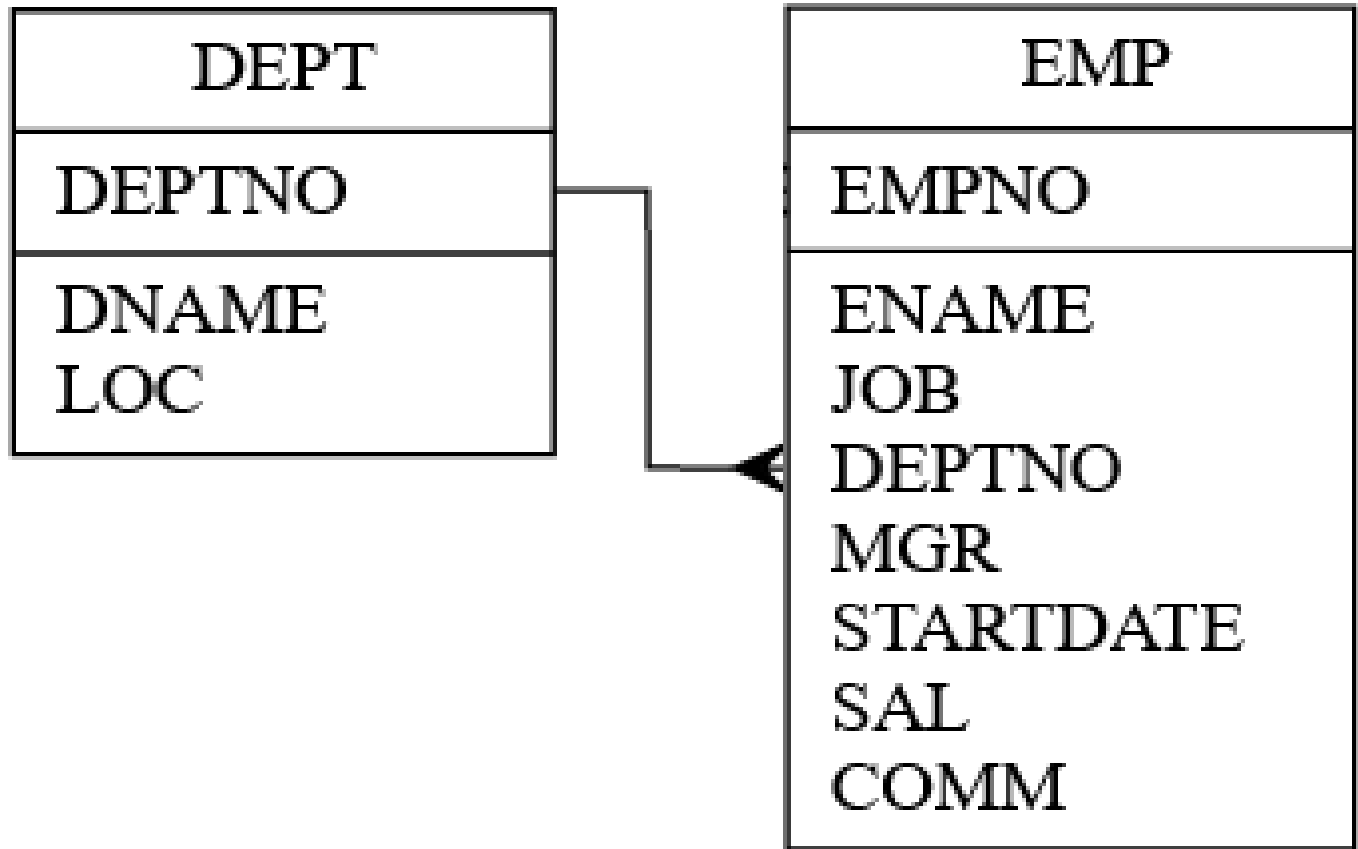 DEPT
DEPTNO
DNAME
LOC
EMP
EMPNO
ENAME
JOB
DEPTNO
MGR
STARTDATE
SAL
COMM